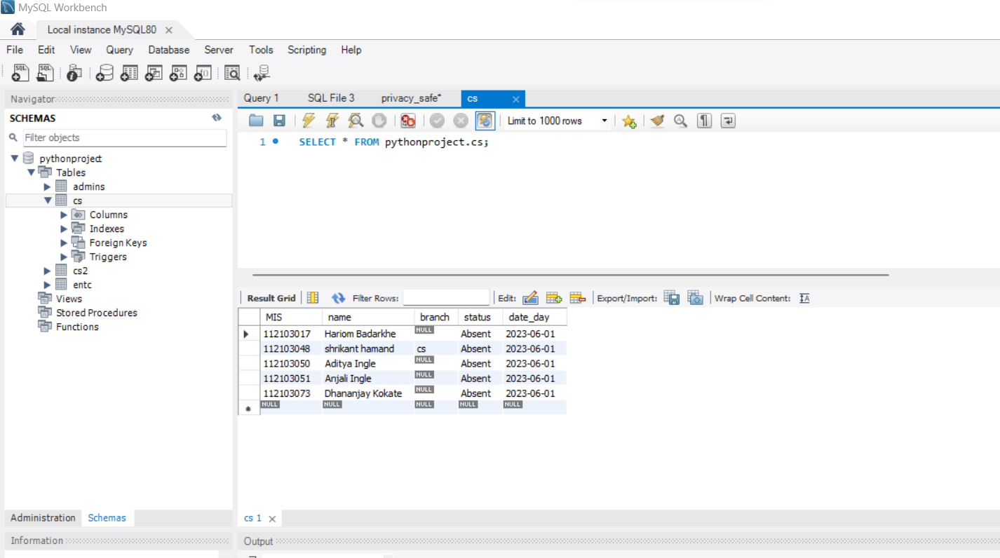 MySQL Workbench
Local instance MySQL80
File Edit View Query Database Server Tools Scripting Help
Navigator
SCHEMAS
Filter objects
pythonproject
Tables
admins
cs
Columns
Indexes
Foreign Keys
Triggers
cs2
entc
Views
Stored Procedures
Functions
Administration Schemas
Information
Query 1 SQL File 3 privacy_safe* cs
Limit to 1000 rows
1 SELECT * FROM pythonproject.cs;
Result Grid Filter Rows: Edit: Export/Import: Wrap Cell Content:
MIS name branch status date_day
112103017 Hariom Badarkhe NULL Absent 2023-06-01
112103048 shrikant hamand cs Absent 2023-06-01
112103050 Aditya Ingle NULL Absent 2023-06-01
112103051 Anjali Ingle NULL Absent 2023-06-01
112103073 Dhananjay Kokate NULL Absent 2023-06-01
NULL NULL NULL NULL NULL
cs 1
Output